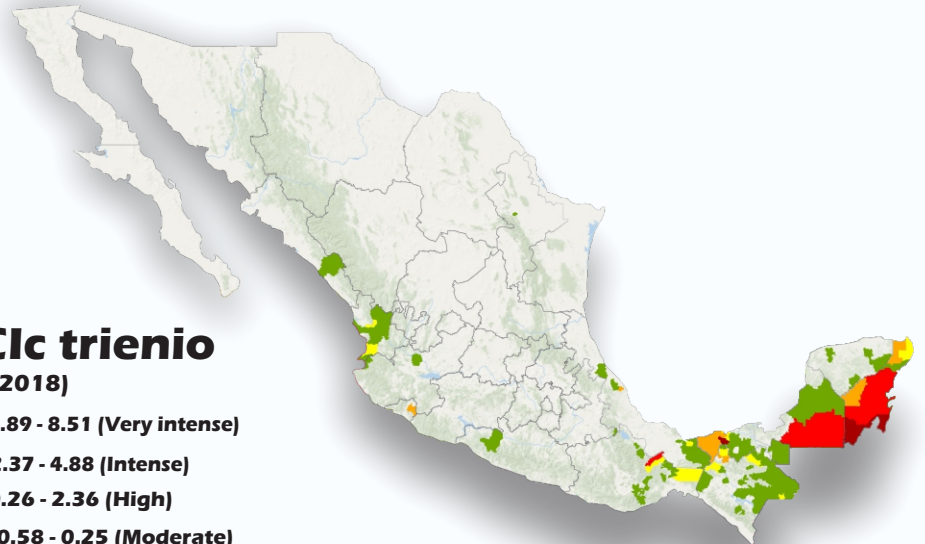 CIc trienio
2018)
.89 - 8.51 (Very intense)
2.37 - 4.88 (Intense)
.26 - 2.36 (High)
0.58 - 0.25 (Moderate)